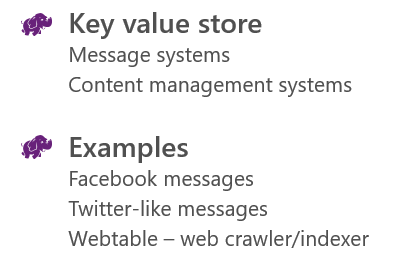 Key value store
Message systems
Content management systems
Examples
Facebook messages
Twitter-like messages
Webtable – web crawler/indexer